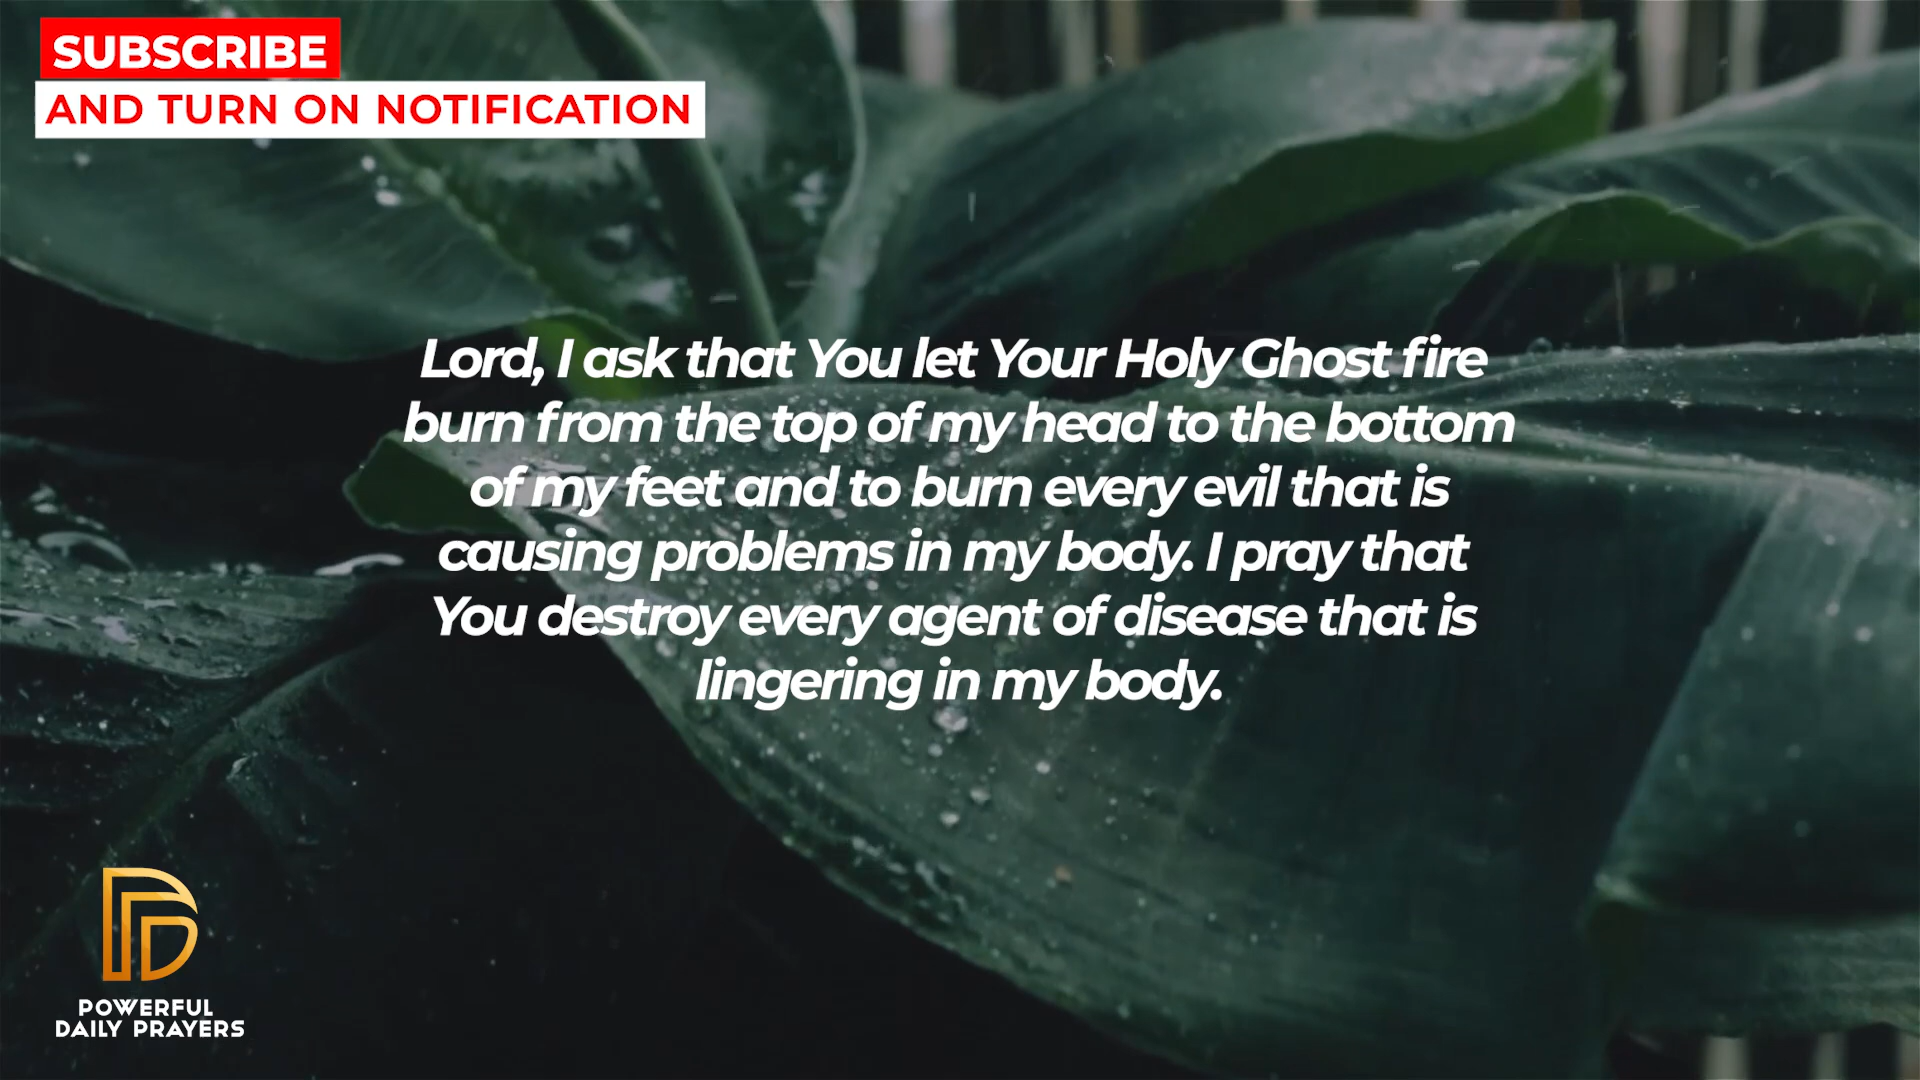 SUBSCRIBE
AND TURN ON NOTIFICATION
Lord, I ask that You let Your Holy Ghost fire
burn from the top of my head to the bottom
of my feet and to burn every evil that is
causing problems in my body. I pray that
You destroy every agent of disease that is
lingering in my body.
POWERFUL
DAILY PRAYERS